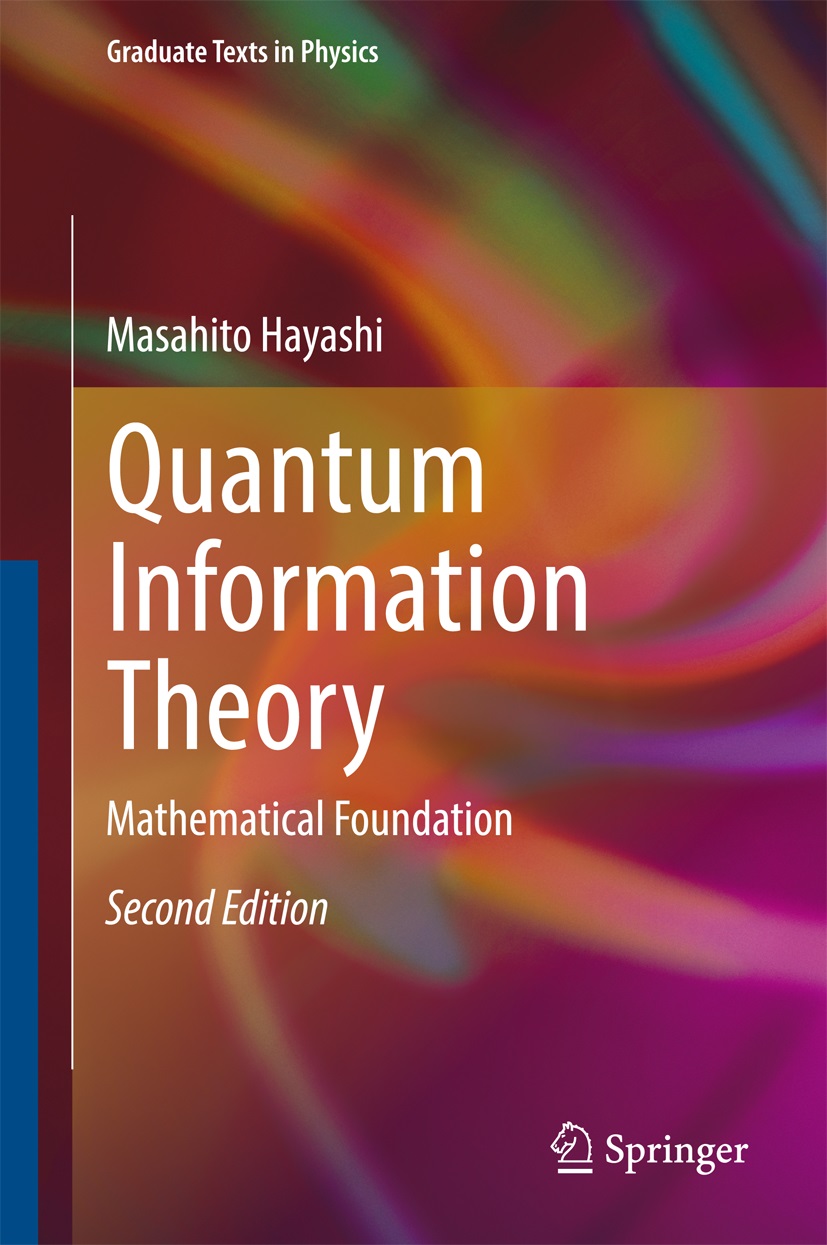 Graduate Texts in Physics
Masahito Hayashi
Quantum
Information
Theory
Mathematical Foundation
Second Edition
Springer